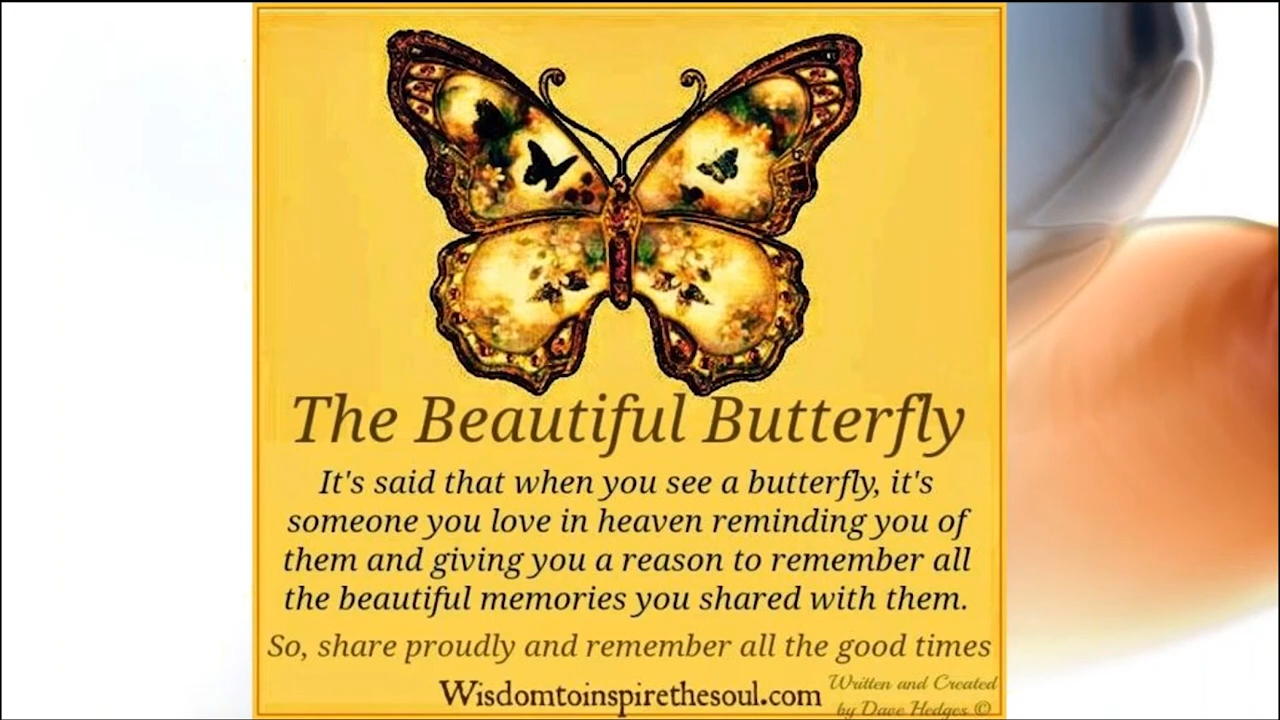 The Beautiful Butterfly
It's said that when you see a butterfly, it's
someone you love in heaven reminding you of
them and giving you a reason to remember all
the beautiful memories you shared with them.
So, share proudly and remember all the good times
Wisdomtoinspirethesoul.com
Written and Created
by Dave Hedges ©